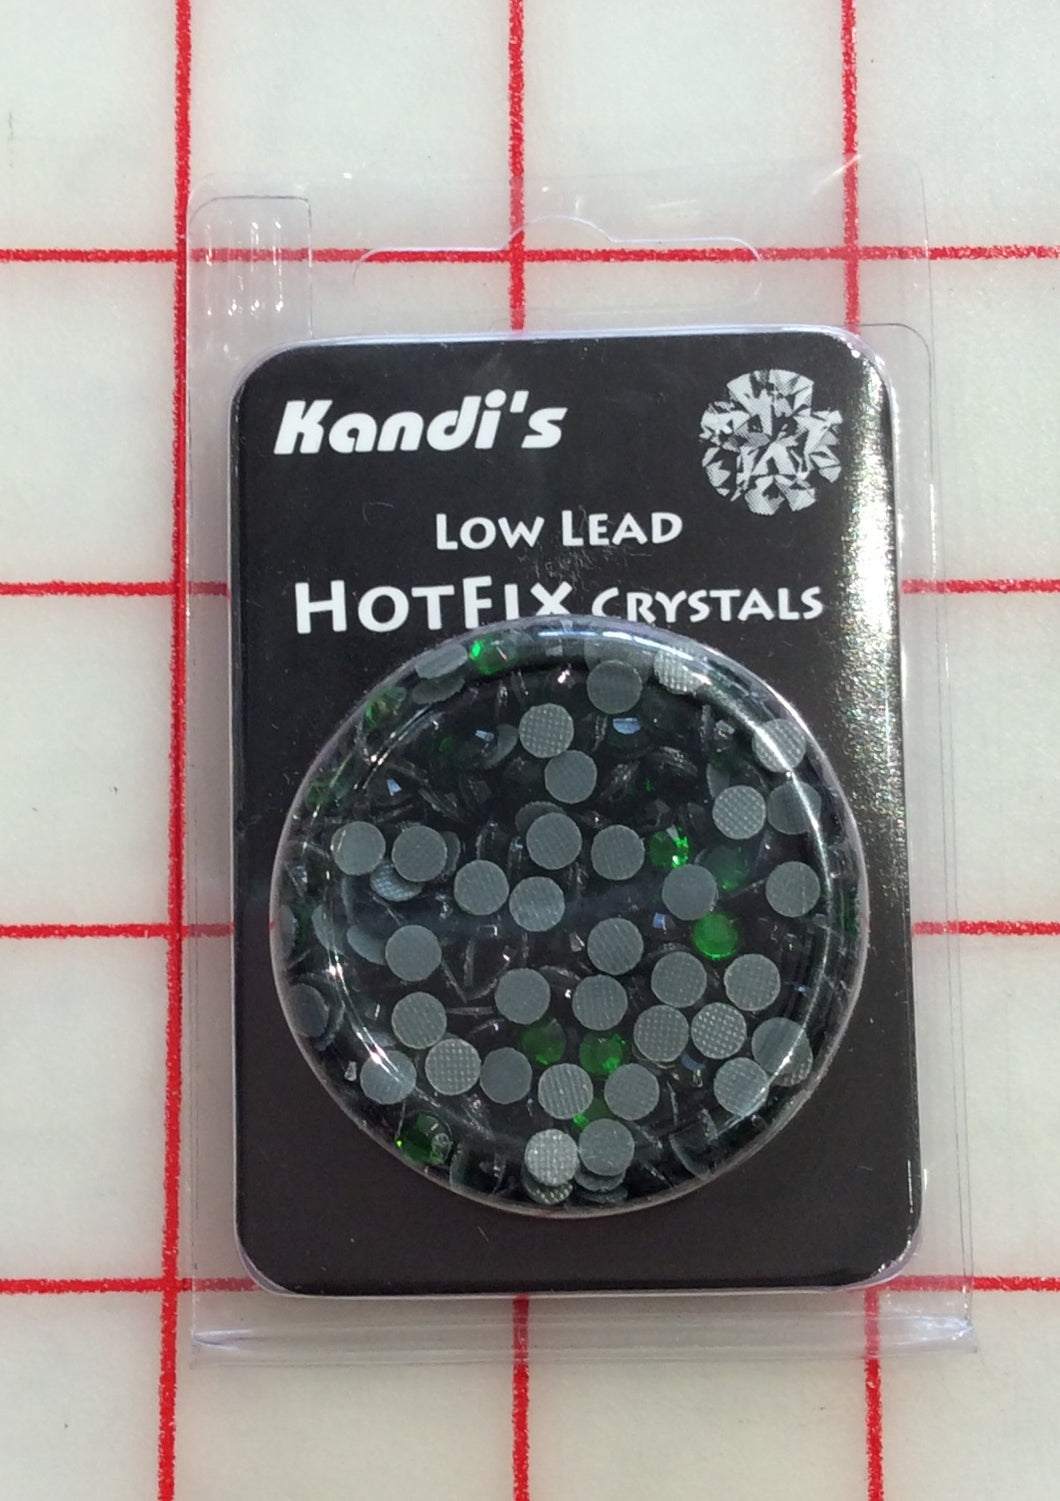 Kandi's
LOW LEAD
HOTFIX CRYSTALS